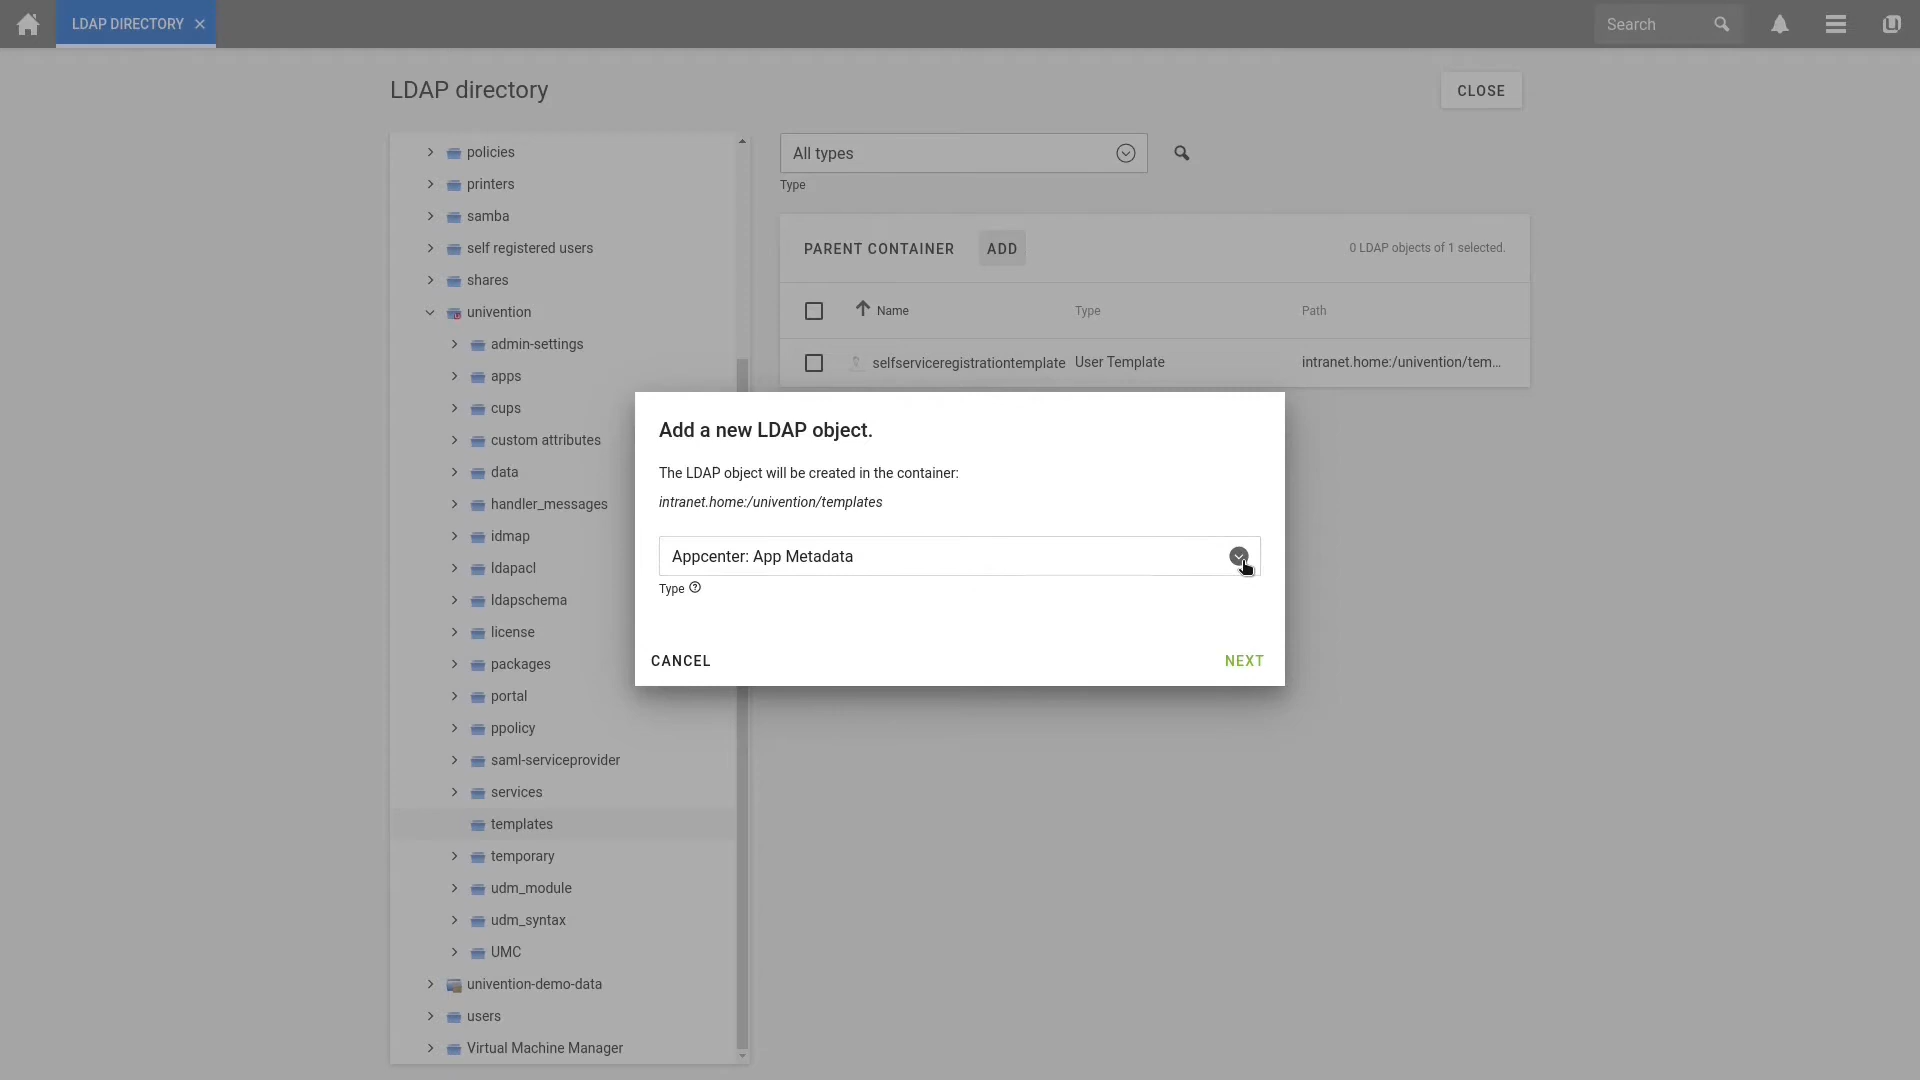 LDAP DIRECTORY
Search
LDAP directory
CLOSE
policies
printers
samba
self registered users
shares
univention
admin-settings
apps
cups
custom attributes
data
handler_messages
idmap
ldapacl
ldapschema
license
packages
portal
ppolicy
saml-serviceprovider
services
templates
temporary
udm_module
udm_syntax
UMC
univention-demo-data
users
Virtual Machine Manager
All types
Type
PARENT CONTAINER ADD 0 LDAP objects of 1 selected.
Name Type Path
selfserviceregistrationtemplate User Template intranet.home:/univention/tem...
Add a new LDAP object.
The LDAP object will be created in the container:
intranet.home:/univention/templates
Appcenter: App Metadata
Type
CANCEL NEXT